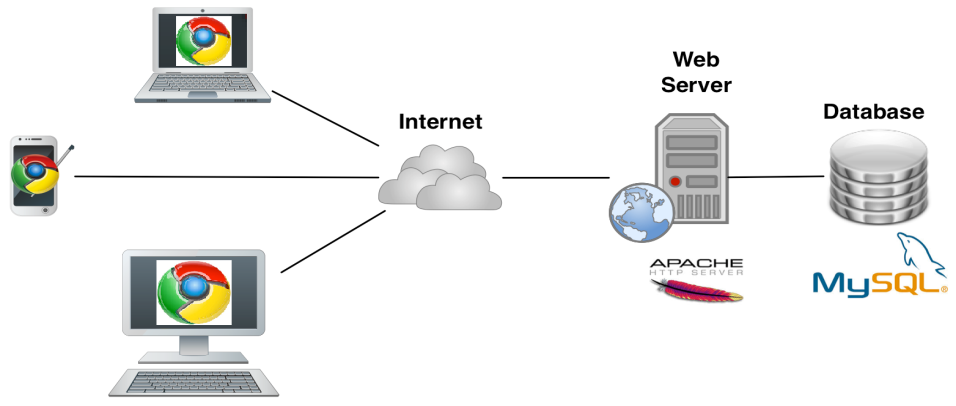 Web
Server
Internet
Database
APACHE
HTTP SERVER
MySQL®